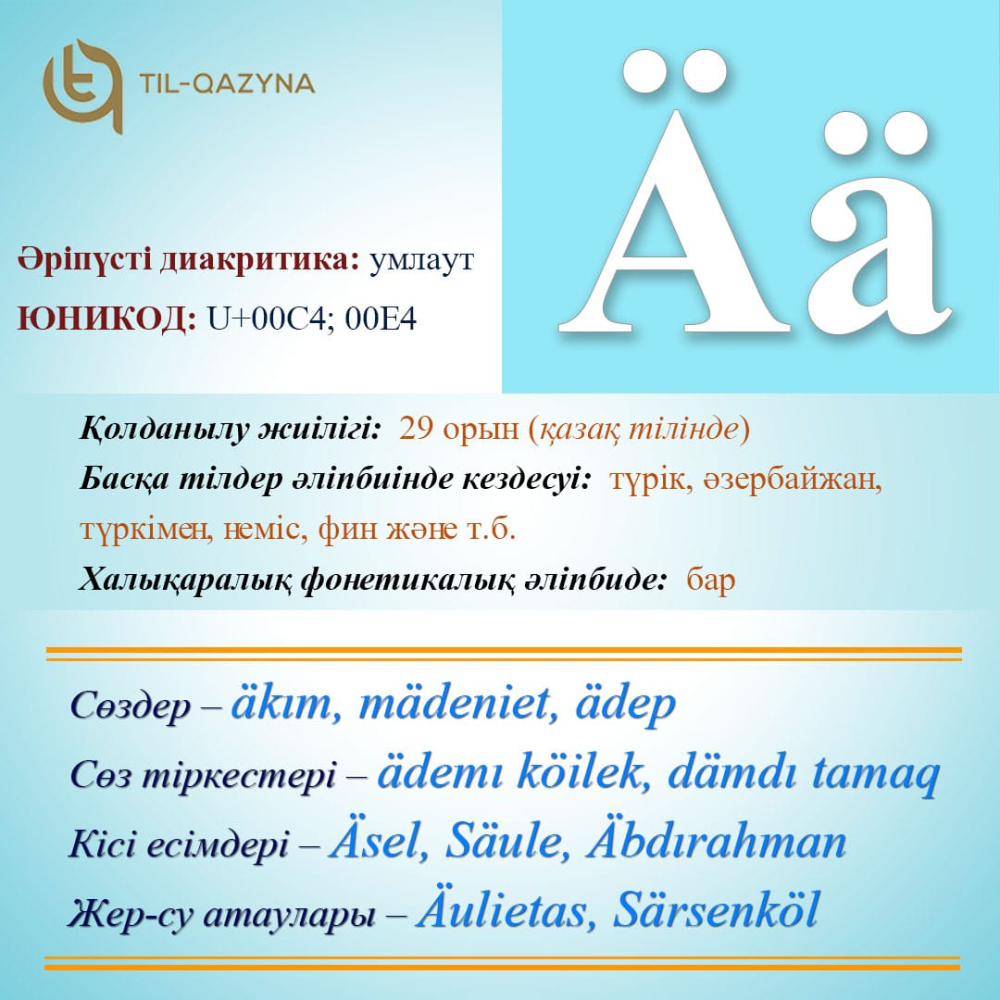 TIL-QAZYNA
Ää
Әріпүсті диакритика: умлаут
ЮНИКОД: U+00C4; 00E4
Қолданылу жиілігі: 29 орын (қазақ тілінде)
Басқа тілдер әліпбиінде кездесуі: түрік, әзербайжан,
түркімен, неміс, фин және т.б.
Халықаралық фонетикалық әліпбиде: бар
Сөздер – äkım, mädeniet, ädep
Сөз тіркестері – ädemı köilek, dämdı tamaq
Кісі есімдері – Äsel, Säule, Äbdırahman
Жер-су атаулары – Äulietas, Särsenköl